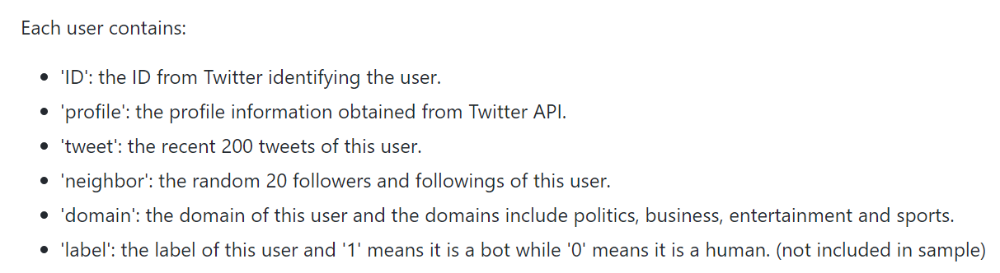 Each user contains:
• 'ID': the ID from Twitter identifying the user.
• 'profile': the profile information obtained from Twitter API.
• 'tweet': the recent 200 tweets of this user.
• 'neighbor': the random 20 followers and followings of this user.
• 'domain': the domain of this user and the domains include politics, business, entertainment and sports.
• 'label': the label of this user and '1' means it is a bot while '0' means it is a human. (not included in sample)